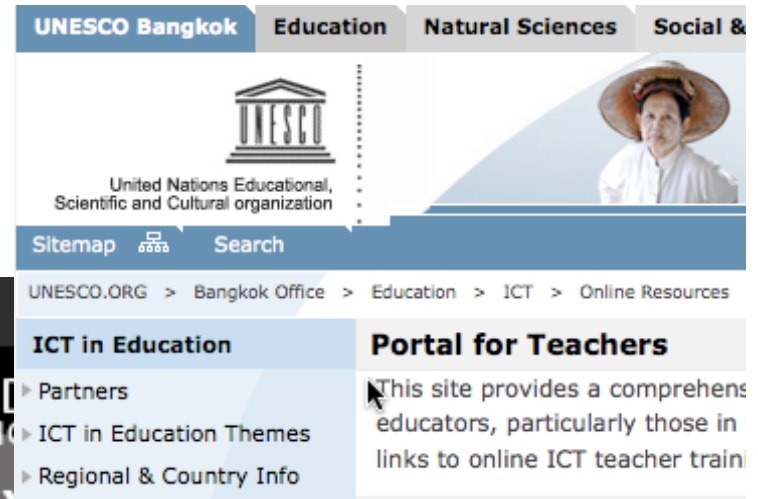 UNESCO Bangkok Education Natural Sciences Social &
UNESCO
United Nations Educational,
Scientific and Cultural organization
Sitemap Search
UNESCO.ORG > Bangkok Office > Education > ICT > Online Resources
ICT in Education
Partners
ICT in Education Themes
Regional & Country Info
Portal for Teachers
This site provides a comprehens
educators, particularly those in
links to online ICT teacher traini